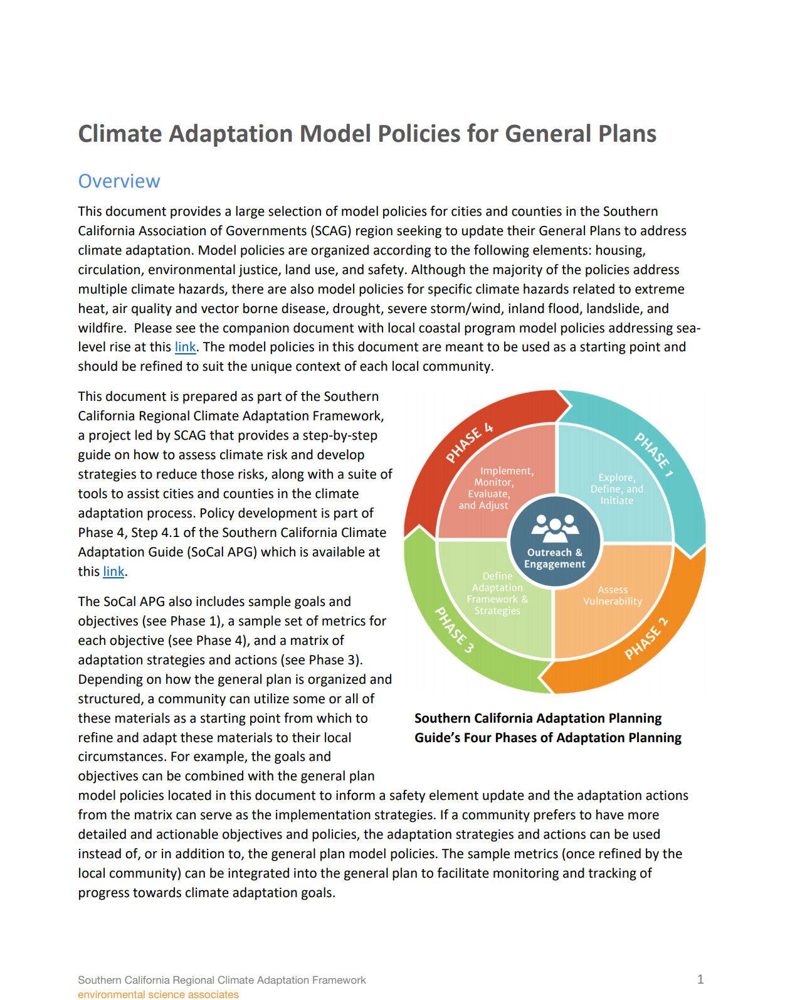 Climate Adaptation Model Policies for General Plans
Overview
This document provides a large selection of model policies for cities and counties in the Southern
California Association of Governments (SCAG) region seeking to update their General Plans to address
climate adaptation. Model policies are organized according to the following elements: housing,
circulation, environmental justice, land use, and safety. Although the majority of the policies address
multiple climate hazards, there are also model policies for specific climate hazards related to extreme
heat, air quality and vector borne disease, drought, severe storm/wind, inland flood, landslide, and
wildfire.  Please see the companion document with local coastal program model policies addressing sea-
level rise at this link. The model policies in this document are meant to be used as a starting point and
should be refined to suit the unique context of each local community.
This document is prepared as part of the Southern
California Regional Climate Adaptation Framework,
a project led by SCAG that provides a step-by-step
guide on how to assess climate risk and develop
strategies to reduce those risks, along with a suite of
tools to assist cities and counties in the climate
adaptation process. Policy development is part of
Phase 4, Step 4.1 of the Southern California Climate
Adaptation Guide (SoCal APG) which is available at
this link.
The SoCal APG also includes sample goals and
objectives (see Phase 1), a sample set of metrics for
each objective (see Phase 4), and a matrix of
adaptation strategies and actions (see Phase 3).
Depending on how the general plan is organized and
structured, a community can utilize some or all of
these materials as a starting point from which to
refine and adapt these materials to their local
circumstances. For example, the goals and
objectives can be combined with the general plan
model policies located in this document to inform a safety element update and the adaptation actions
from the matrix can serve as the implementation strategies. If a community prefers to have more
detailed and actionable objectives and policies, the adaptation strategies and actions can be used
instead of, or in addition to, the general plan model policies. The sample metrics (once refined by the
local community) can be integrated into the general plan to facilitate monitoring and tracking of
progress towards climate adaptation goals.
PHASE 1
Explore,
Define, and
Initiate
PHASE 2
Assess
Vulnerability
PHASE 3
Define
Adaptation
Framework &
Strategies
PHASE 4
Implement,
Monitor,
Evaluate,
and Adjust
Outreach &
Engagement
Southern California Adaptation Planning
Guide’s Four Phases of Adaptation Planning
Southern California Regional Climate Adaptation Framework
1
environmental science associates